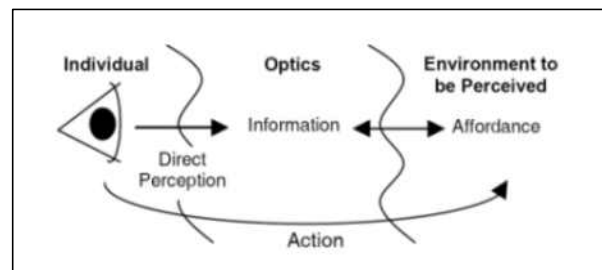 Individual
Optics
Environment to
be Perceived
Information
Affordance
Direct
Perception
Action